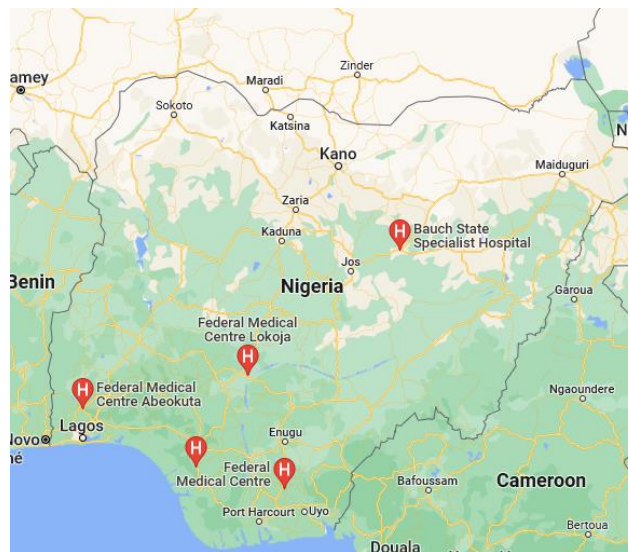 amey
Zinder
Maradi
Sokoto
Katsina
N
Kano
Maiduguri
Zaria
Kaduna
Bauch State
Specialist Hospital
Jos
Benin
Nigeria
Garoua
Federal Medical
Centre Lokoja
Federal Medical
Centre Abeokuta
Ngaoundere
Lagos
Novo
né
Enugu
Federal
Medical Centre
Bafoussam
Cameroon
Port Harcourt
Uyo
Bertoua
Douala
H
H
H
H
H